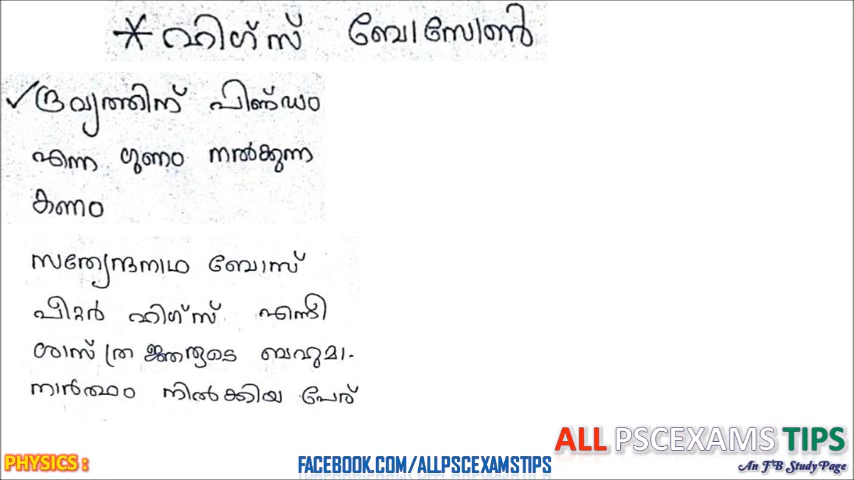 * ഹിഗ്സ് ബോസോൺ
✓ ദ്രവ്യത്തിന് പിണ്ഡം
എന്ന ഗുണം നൽകുന്ന
കണം
സത്യേന്ദ്രനാഥ ബോസ്
പീറ്റർ ഹിഗ്സ് എന്നീ
ശാസ്ത്രജ്ഞരുടെ ബഹുമാ-
നാർത്ഥം നിൽക്കിയ പേര്
ALL PSCEXAMS TIPS
PHYSICS :
FACEBOOK.COM/ALLPSCEXAMSTIPS
An FB Study Page